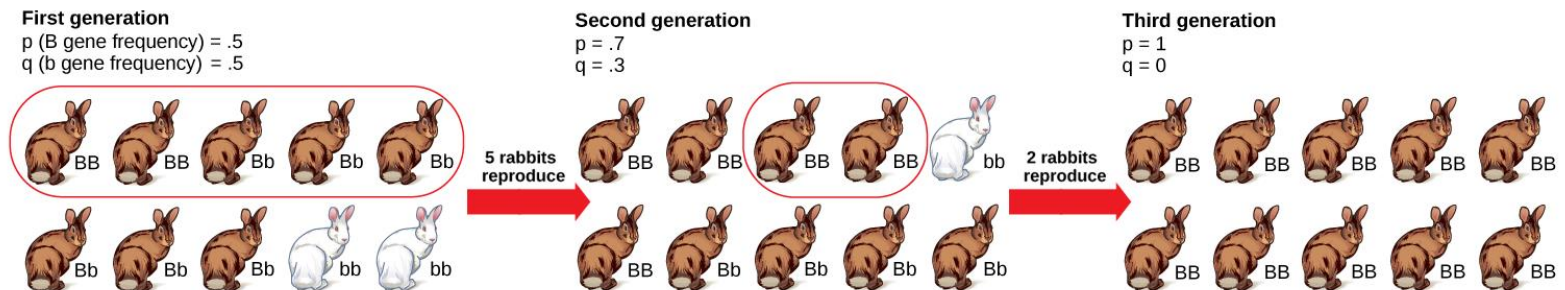 First generation
p (B gene frequency) = .5
q (b gene frequency) = .5
BB BB Bb Bb Bb
Bb Bb Bb bb bb
5 rabbits
reproduce
Second generation
p = .7
q = .3
BB BB BB BB bb
BB Bb Bb Bb Bb
2 rabbits
reproduce
Third generation
p = 1
q = 0
BB BB BB BB BB
BB BB BB BB BB